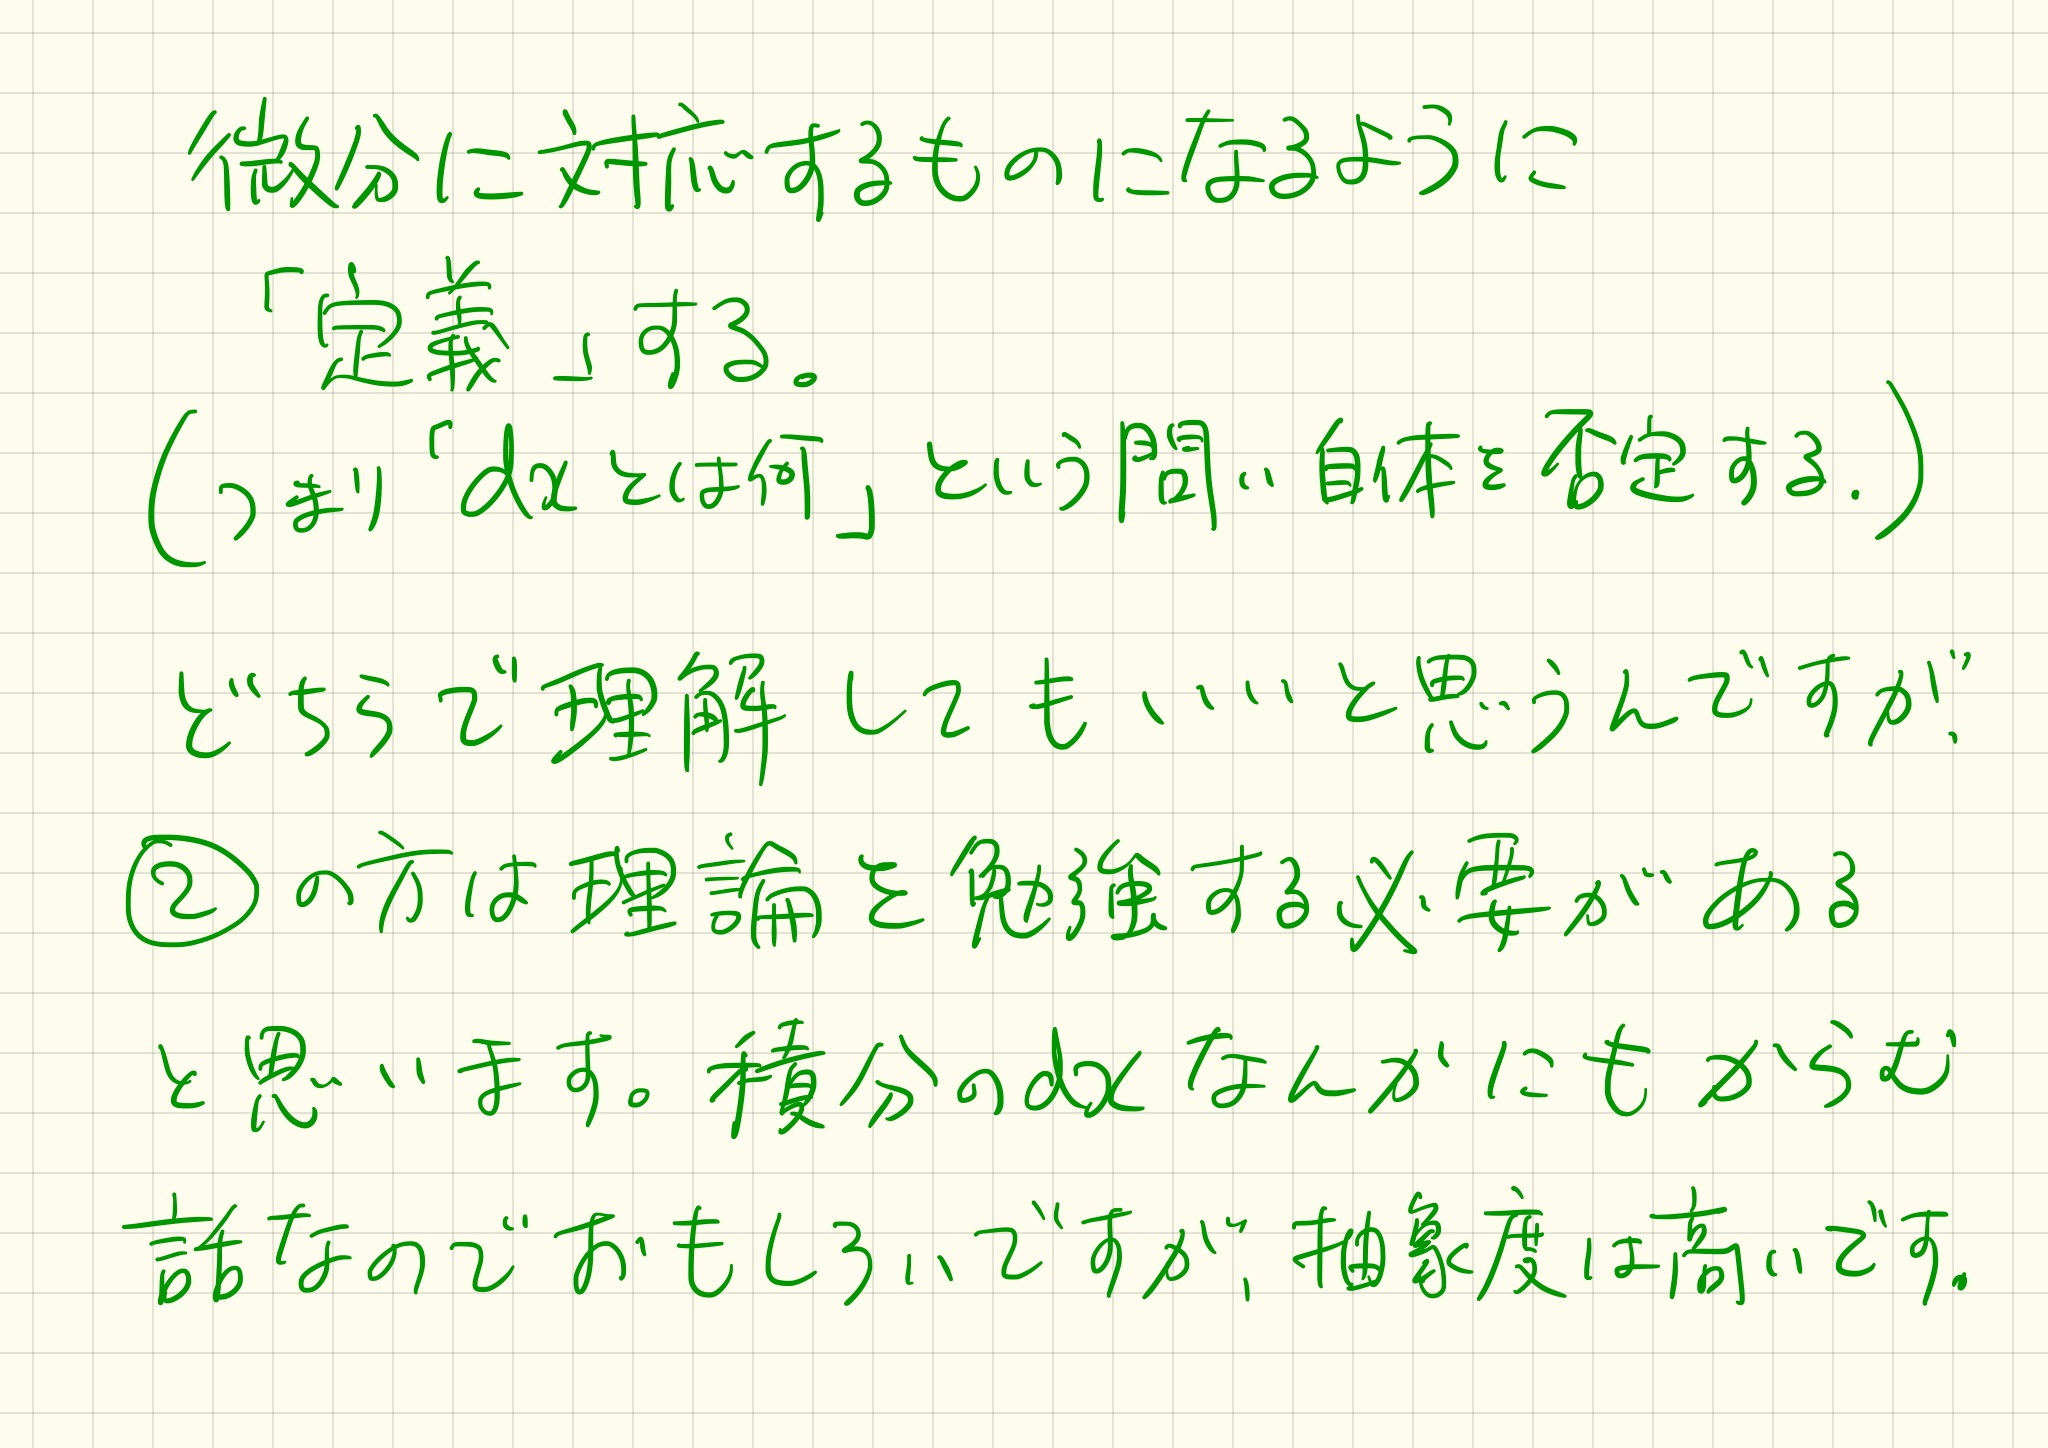 微分に対応するものになるように
「定義」する。
(つまり「dxとは何」という問い自体を否定する.)
どちらで理解してもいいと思うんですが、
②の方は理論を勉強する必要がある
と思います。積分のdxなんかにもからむ
話なのでおもしろいですが、抽象度は高いです。